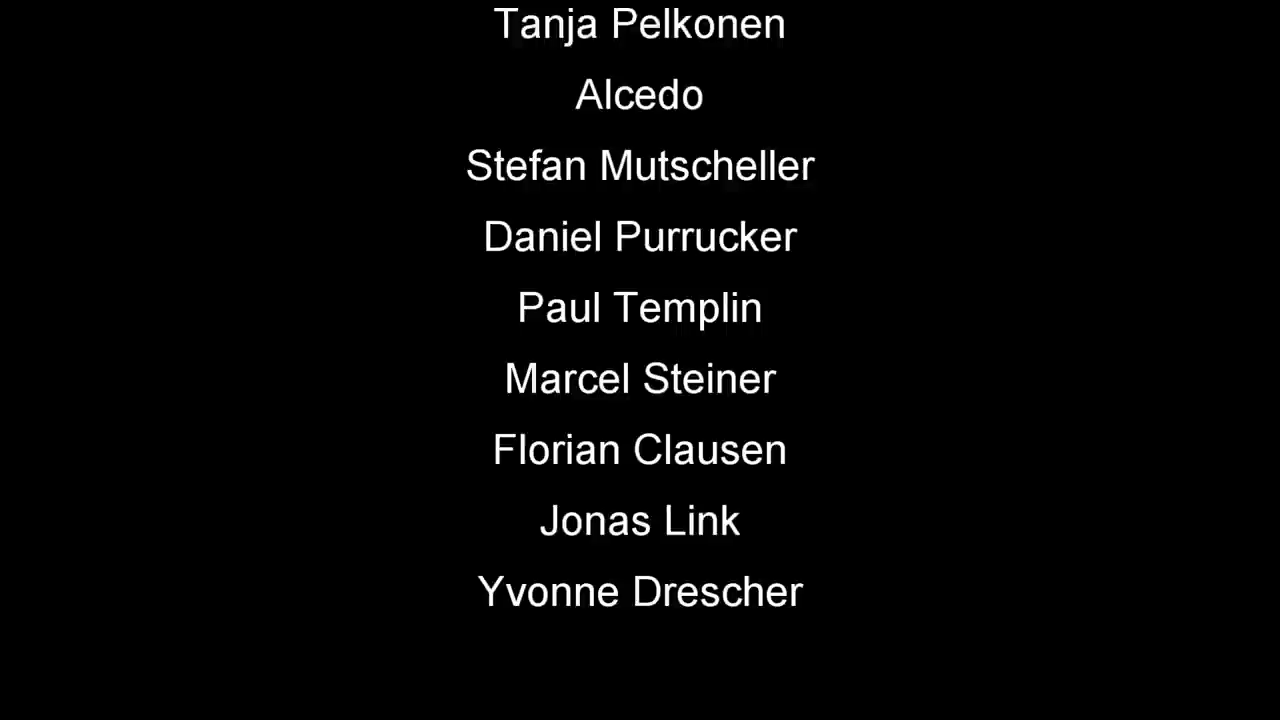 Tanja Pelkonen
Alcedo
Stefan Mutscheller
Daniel Purrucker
Paul Templin
Marcel Steiner
Florian Clausen
Jonas Link
Yvonne Drescher